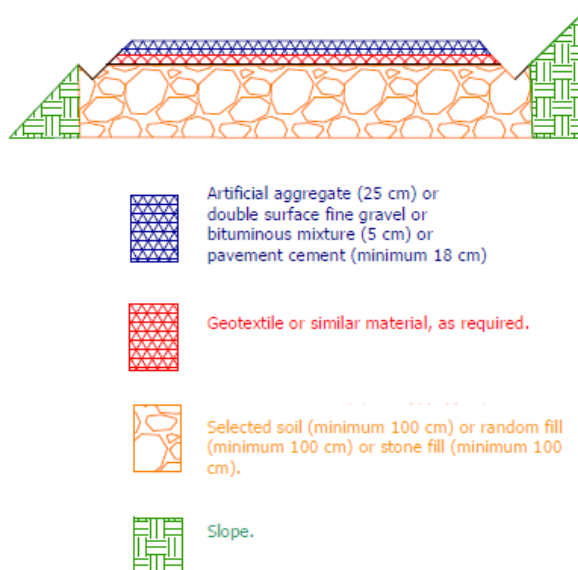 Artificial aggregate (25 cm) or
double surface fine gravel or
bituminous mixture (5 cm) or
pavement cement (minimum 18 cm)
Geotextile or similar material, as required.
Selected soil (minimum 100 cm) or random fill
(minimum 100 cm) or stone fill (minimum 100
cm).
Slope.